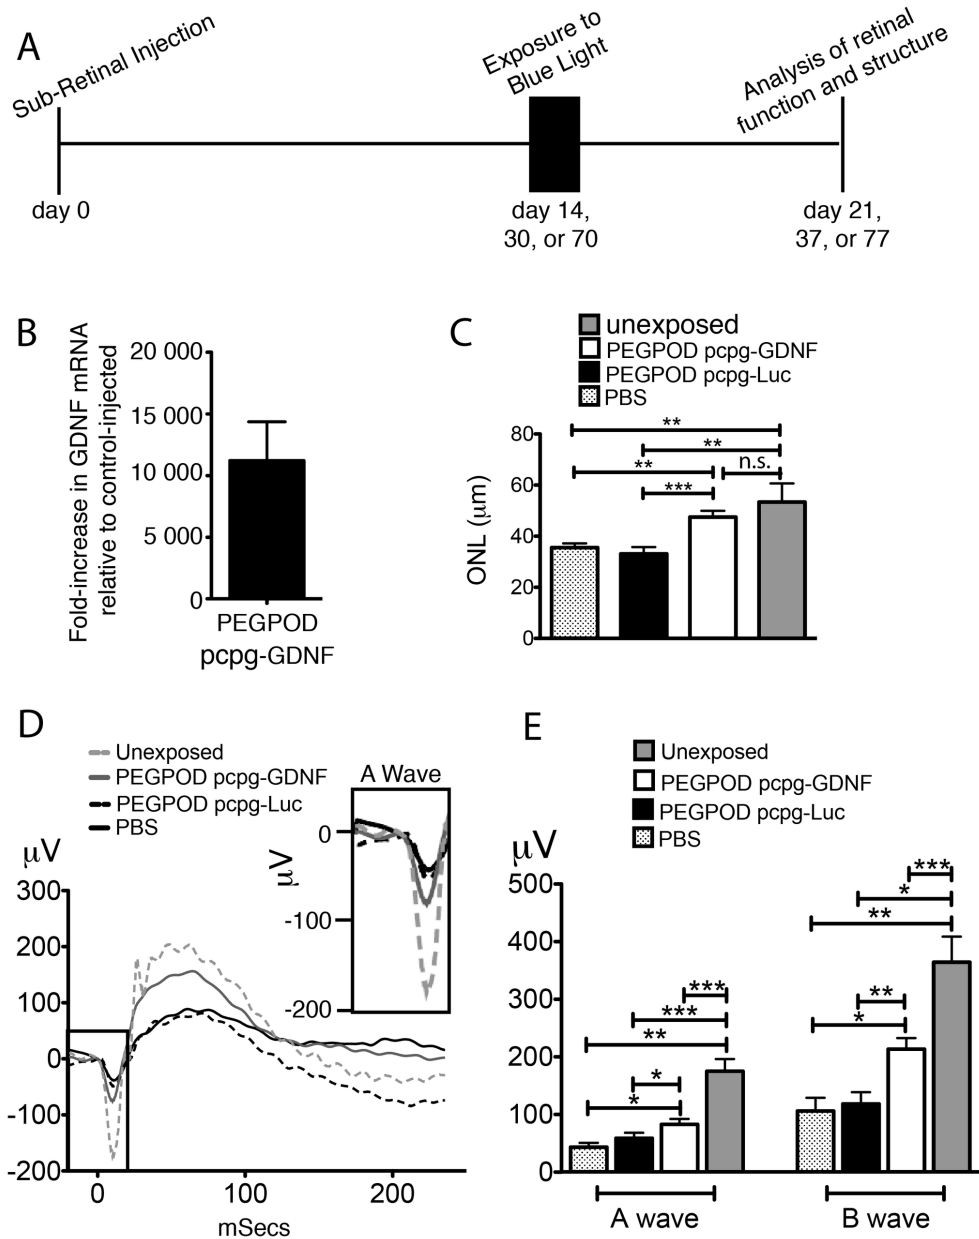 A
Sub-Retinal Injection
Exposure to
Blue Light
Analysis of retinal
function and structure
day 0
day 14,
30, or 70
day 21,
37, or 77
B
Fold-increase in GDNF mRNA
relative to control-injected
20 000
15 000
10 000
5 000
0
PEGPOD
pcpg-GDNF
C
unexposed
PEGPOD pcpg-GDNF
PEGPOD pcpg-Luc
PBS
ONL (μm)
80
60
40
20
0
**
**
**
n.s.
***
D
Unexposed
PEGPOD pcpg-GDNF
PEGPOD pcpg-Luc
PBS
μV
300
200
100
0
-100
-200
0
100
200
mSecs
A Wave
μV
0
-100
-200
E
Unexposed
PEGPOD pcpg-GDNF
PEGPOD pcpg-Luc
PBS
μV
500
400
300
200
100
0
***
***
**
*
*
***
*
**
**
*
A wave
B wave